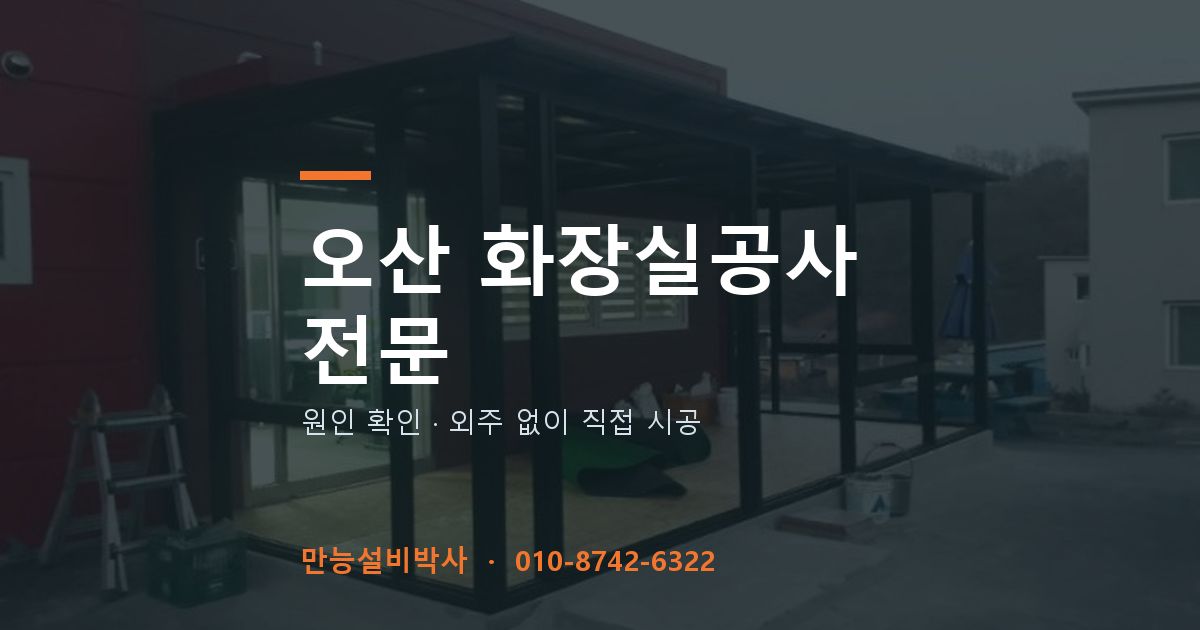 오산 화장실공사
전문
원인 확인 · 외주 없이 직접 시공
만능설비박사 · 010-8742-6322